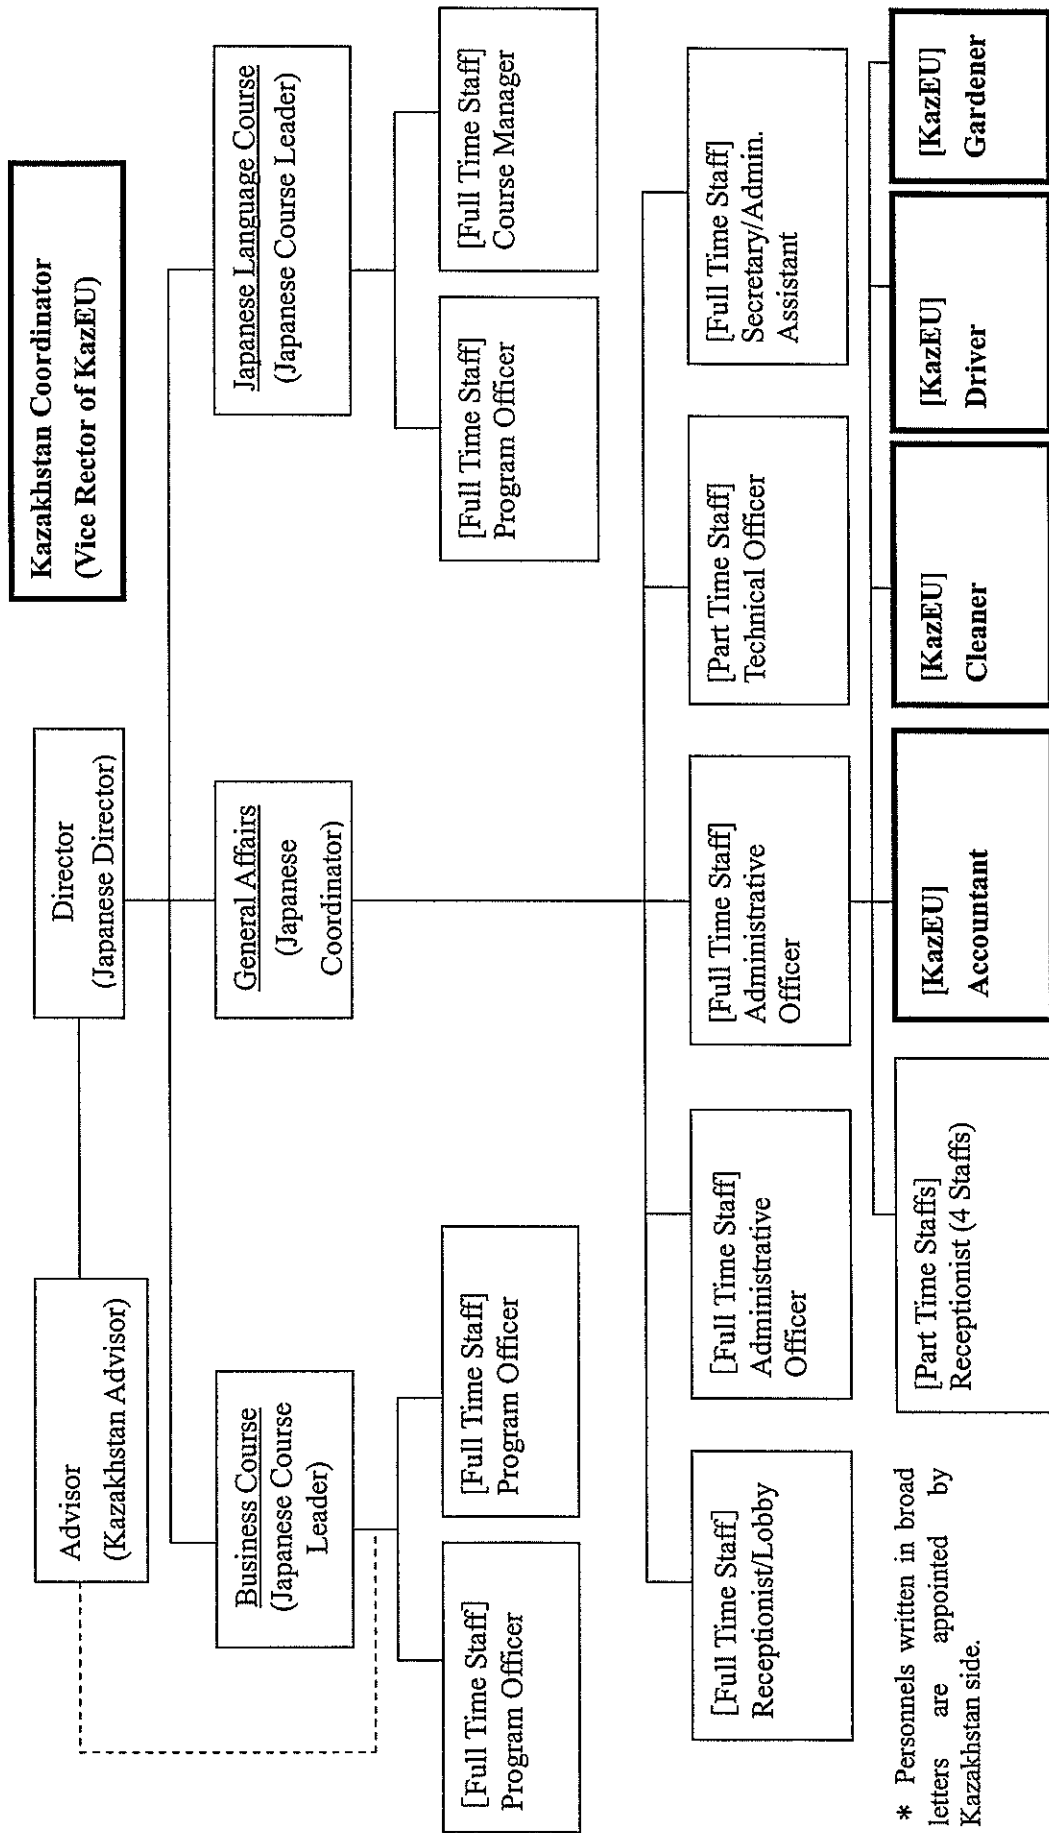 Kazakhstan Coordinator
(Vice Rector of KazEU)
Director
(Japanese Director)
Advisor
(Kazakhstan Advisor)
Business Course
(Japanese Course
Leader)
General Affairs
(Japanese
Coordinator)
Japanese Language Course
(Japanese Course Leader)
[Full Time Staff]
Program Officer
[Full Time Staff]
Program Officer
[Full Time Staff]
Program Officer
[Full Time Staff]
Course Manager
[Full Time Staff]
Receptionist/Lobby
[Full Time Staff]
Administrative
Officer
[Full Time Staff]
Administrative
Officer
[Part Time Staff]
Technical Officer
[Full Time Staff]
Secretary/Admin.
Assistant
[Part Time Staffs]
Receptionist (4 Staffs)
[KazEU]
Accountant
[KazEU]
Cleaner
[KazEU]
Driver
[KazEU]
Gardener
* Personnels written in broad
letters are appointed by
Kazakhstan side.